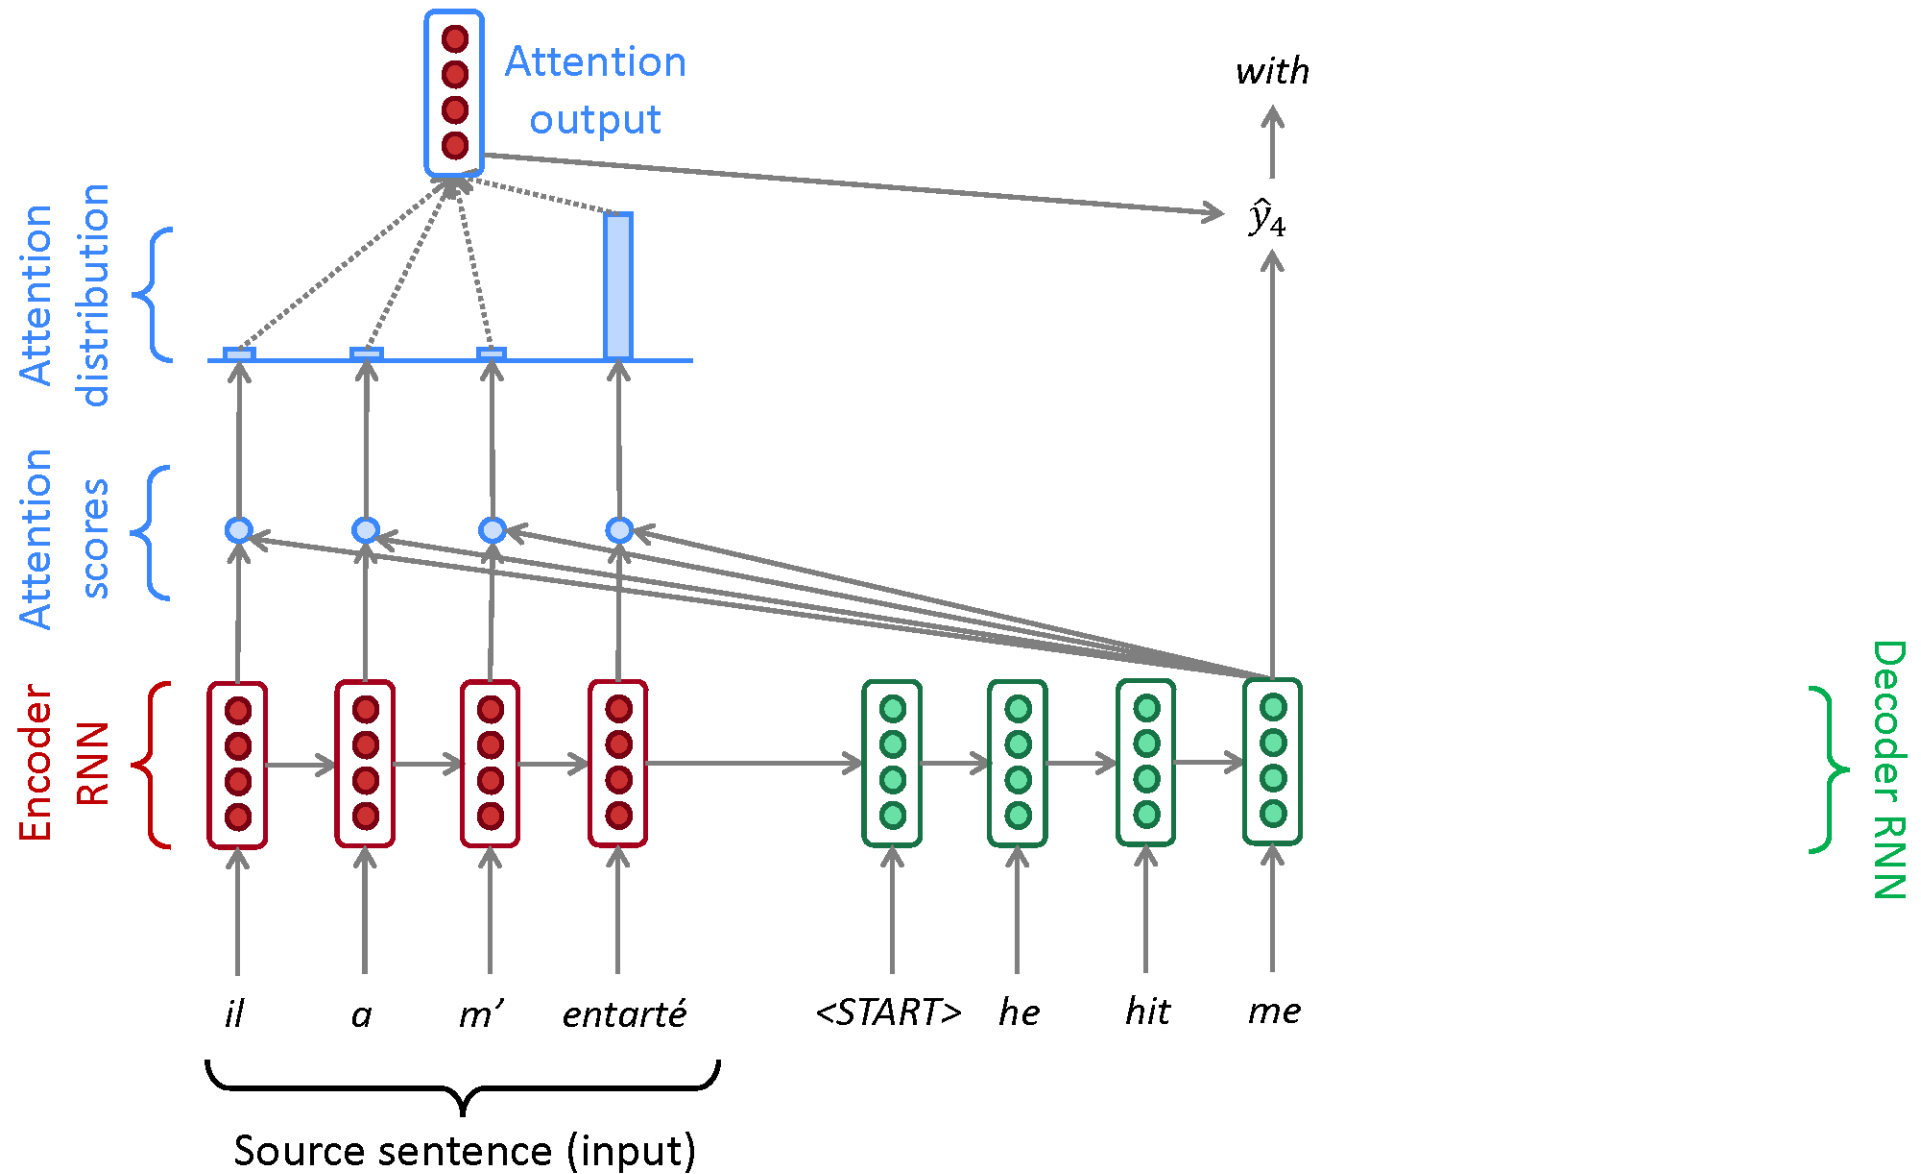 Attention
output
with
ŷ₄
Attention
distribution
Attention
scores
Encoder
RNN
Decoder RNN
il a m’ entarté <START> he hit me
Source sentence (input)